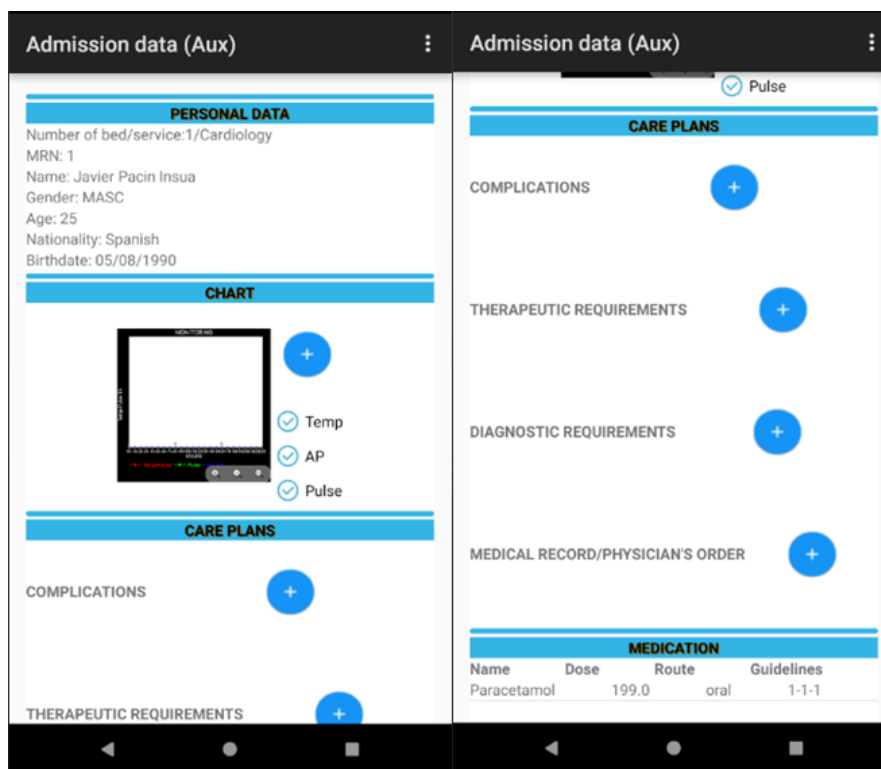 Admission data (Aux)
PERSONAL DATA
Number of bed/service:1/Cardiology
MRN: 1
Name: Javier Pacin Insua
Gender: MASC
Age: 25
Nationality: Spanish
Birthdate: 05/08/1990
CHART
MONITORING
HOURS
Temp
AP
Pulse
CARE PLANS
COMPLICATIONS
THERAPEUTIC REQUIREMENTS
Admission data (Aux)
Pulse
CARE PLANS
COMPLICATIONS
THERAPEUTIC REQUIREMENTS
DIAGNOSTIC REQUIREMENTS
MEDICAL RECORD/PHYSICIAN'S ORDER
MEDICATION
Name Dose Route Guidelines
Paracetamol 199.0 oral 1-1-1